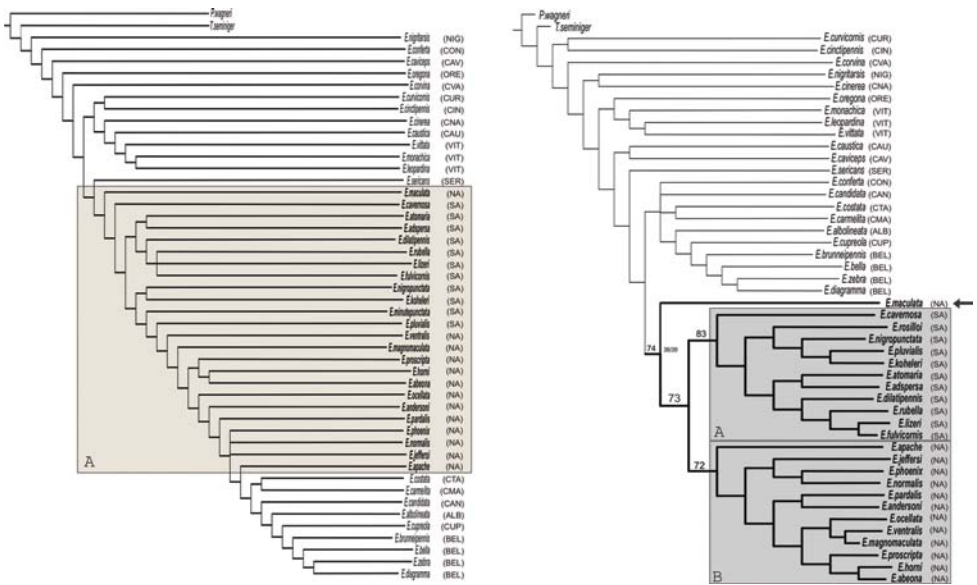 P.wagneri
T.seminiger
E.nigritarsis (NIG)
E.conferta (CON)
E.caviceps (CAV)
E.oregona (ORE)
E.corvina (CVA)
E.curvicornis (CUR)
E.cinctipennis (CIN)
E.cinerea (CNA)
E.caustica (CAU)
E.vittata (VIT)
E.monachica (VIT)
E.leopardina (VIT)
E.sericans (SER)
E.maculata (NA)
E.cavernosa (SA)
E.atomaria (SA)
E.adspersa (SA)
E.dilatipennis (SA)
E.rubella (SA)
E.lizeri (SA)
E.fulvicornis (SA)
E.nigropunctata (SA)
E.koheleri (SA)
E.minutepunctata (SA)
E.pluvialis (SA)
E.ventralis (NA)
E.magnomaculata (NA)
E.proscripta (NA)
E.horni (NA)
E.abeona (NA)
E.ocellata (NA)
E.andersoni (NA)
E.pardalis (NA)
E.phoenix (NA)
E.normalis (NA)
E.jeffersi (NA)
E.apache (NA)
A
E.costata (CTA)
E.carmelita (CMA)
E.candidata (CAN)
E.albolineata (ALB)
E.cupreola (CUP)
E.brunneipennis (BEL)
E.bella (BEL)
E.zebra (BEL)
E.diagramma (BEL)
P.wagneri
T.seminiger
E.curvicornis (CUR)
E.cinctipennis (CIN)
E.corvina (CVA)
E.nigritarsis (NIG)
E.cinerea (CNA)
E.oregona (ORE)
E.monachica (VIT)
E.leopardina (VIT)
E.vittata (VIT)
E.caustica (CAU)
E.caviceps (CAV)
E.sericans (SER)
E.conferta (CON)
E.candidata (CAN)
E.costata (CTA)
E.carmelita (CMA)
E.albolineata (ALB)
E.cupreola (CUP)
E.brunneipennis (BEL)
E.bella (BEL)
E.zebra (BEL)
E.diagramma (BEL)
E.maculata (NA)
E.cavernosa (SA)
83
E.rosilloi (SA)
E.nigropunctata (SA)
74
E.pluvialis (SA)
E.koheleri (SA)
E.atomaria (SA)
E.adspersa (SA)
73
E.dilatipennis (SA)
E.rubella (SA)
E.lizeri (SA)
E.fulvicornis (SA)
A
E.apache (NA)
E.jeffersi (NA)
72
E.phoenix (NA)
E.normalis (NA)
E.pardalis (NA)
E.andersoni (NA)
E.ocellata (NA)
E.ventralis (NA)
E.magnomaculata (NA)
E.proscripta (NA)
E.horni (NA)
E.abeona (NA)
B